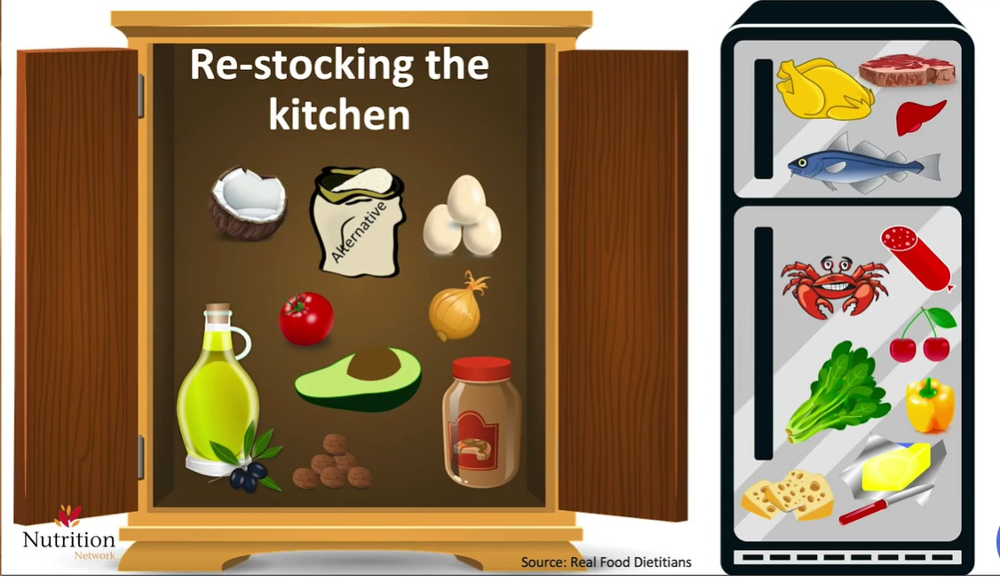 Re-stocking the
kitchen
Alternative
Nutrition
Network
Source: Real Food Dietitians